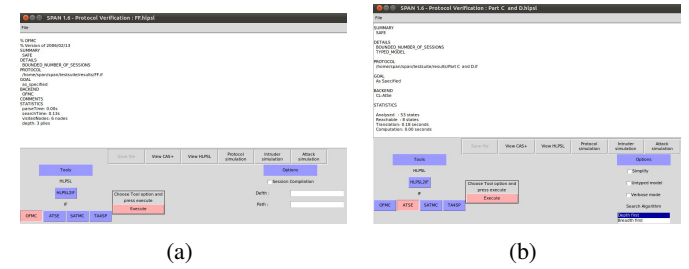 SPAN 1.6 - Protocol Verification : FF.hlpsl
File
% OFMC
% Version of 2006/02/13
SUMMARY
SAFE
DETAILS
BOUNDED_NUMBER_OF_SESSIONS
PROTOCOL
/home/span/span/testsuite/results/FF.if
GOAL
as_specified
BACKEND
OFMC
COMMENTS
STATISTICS
parseTime: 0.00s
searchTime: 0.13s
visitedNodes: 6 nodes
depth: 3 plies
Save file View CAS+ View HLPSL Protocol simulation Intruder simulation Attack simulation
Tools
HLPSL
HLPSL2IF
IF
OFMC ATSE SATMC TA4SP
Choose Tool option and
press execute
Execute
Options
Session Compilation
Defth :
Path :
(a)
SPAN 1.6 - Protocol Verification : Part C and D.hlpsl
File
SUMMARY
SAFE
DETAILS
BOUNDED_NUMBER_OF_SESSIONS
TYPED_MODEL
PROTOCOL
/home/span/span/testsuite/results/Part C and D.if
GOAL
As Specified
BACKEND
CL-AtSe
STATISTICS
Analysed : 53 states
Reachable : 8 states
Translation: 0.18 seconds
Computation: 0.00 seconds
Save file View CAS+ View HLPSL Protocol simulation Intruder simulation Attack simulation
Tools
HLPSL
HLPSL2IF
IF
OFMC ATSE SATMC TA4SP
Choose Tool option and
press execute
Execute
Options
Simplify
Untyped model
Verbose mode
Search Algorithm
Depth first
Breadth first
(b)